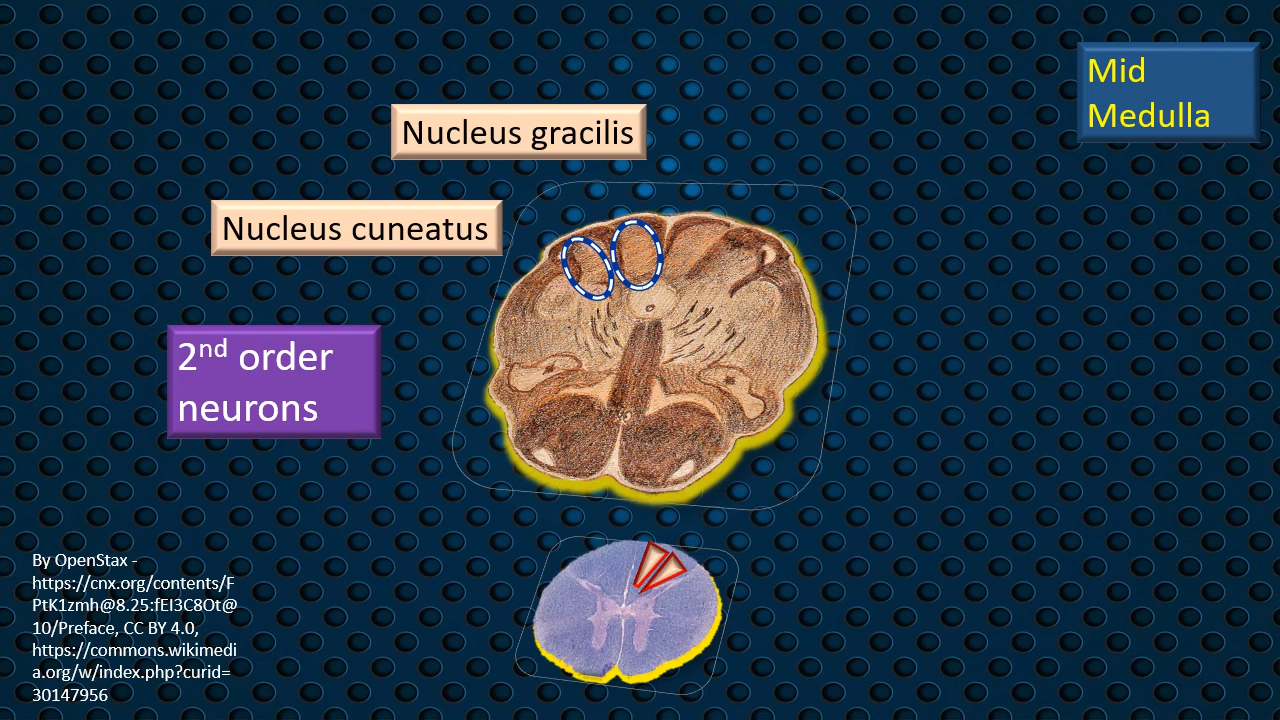 Mid
Medulla
Nucleus gracilis
Nucleus cuneatus
2nd order
neurons
By OpenStax -
https://cnx.org/contents/F
PtK1zmh@8.25:fEI3C8Ot@
10/Preface, CC BY 4.0,
https://commons.wikimedi
a.org/w/index.php?curid=
30147956